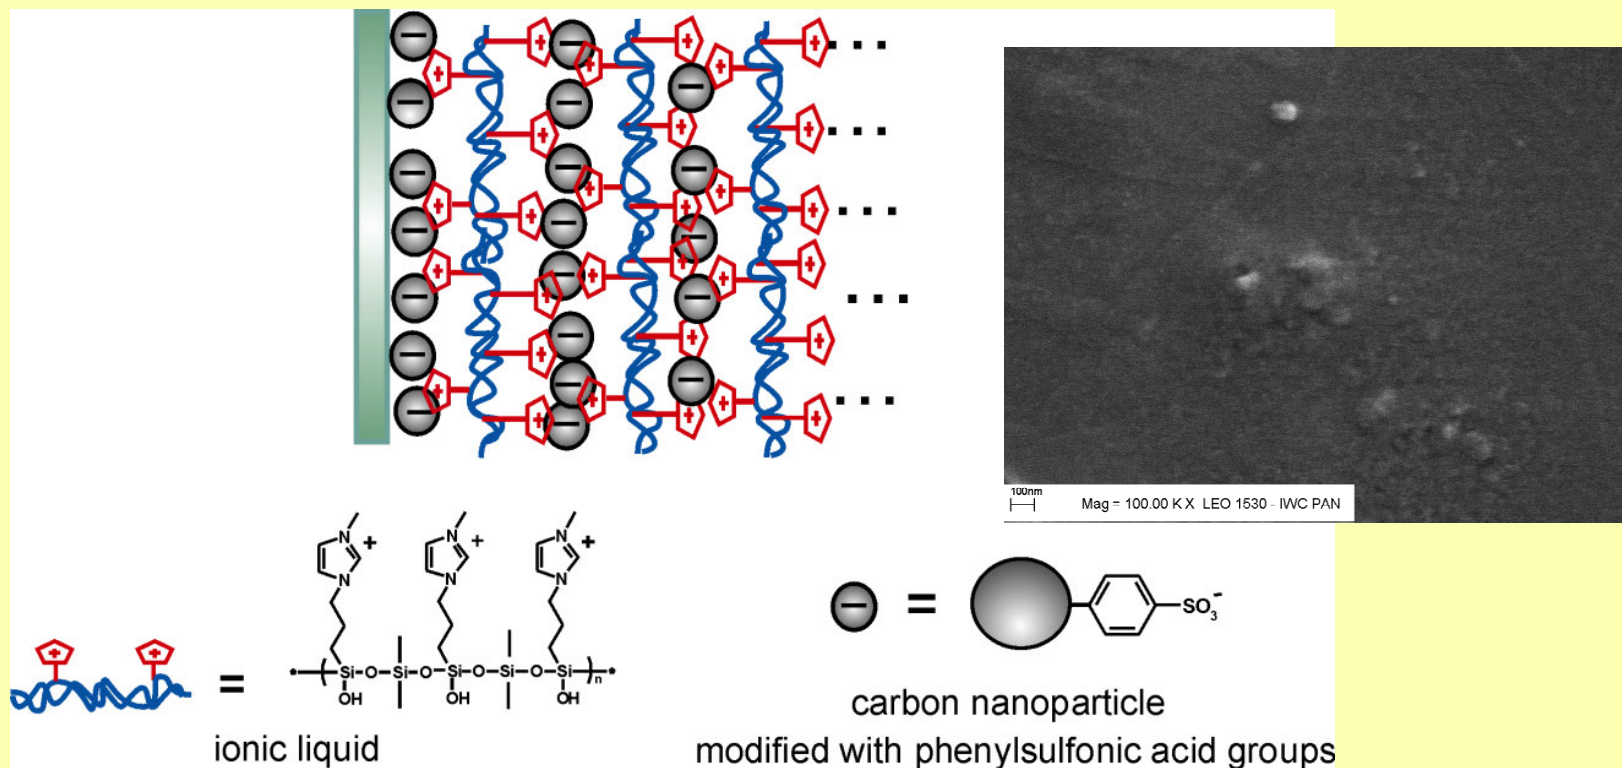 100nm
Mag = 100.00 K X LEO 1530 - IWC PAN
N
+
N
N
+
N
N
+
N
* ( Si O Si O Si O Si O Si ) n *
OH OH OH
=
ionic liquid
− = SO3−
carbon nanoparticle
modified with phenylsulfonic acid groups